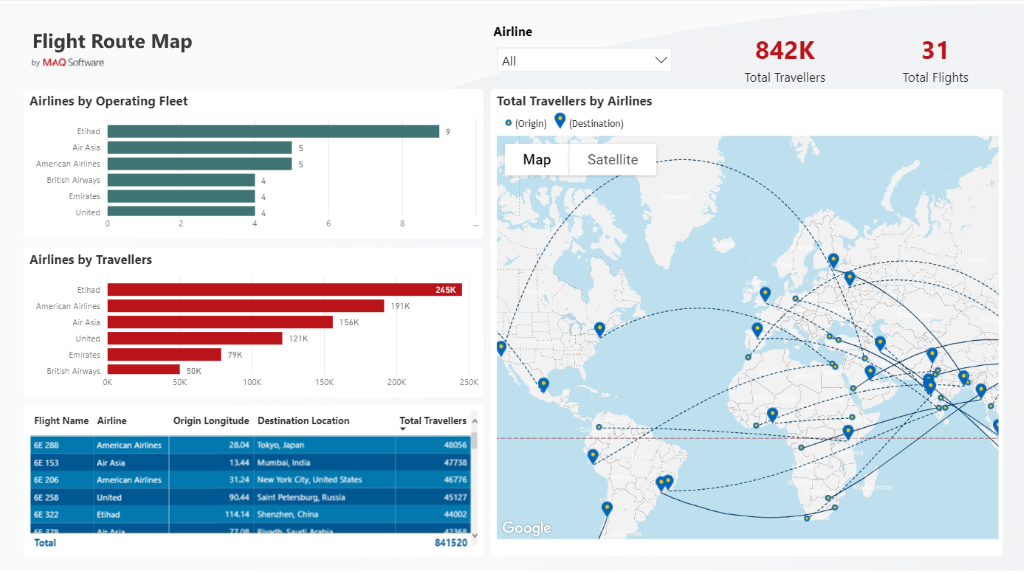 Flight Route Map
by MAQ Software
Airline
All
842K
Total Travellers
31
Total Flights
Airlines by Operating Fleet
Etihad 9
Air Asia 5
American Airlines 5
British Airways 4
Emirates 4
United 4
0 2 4 6 8 ...
Airlines by Travellers
Etihad 245K
American Airlines 191K
Air Asia 156K
United 121K
Emirates 79K
British Airways 50K
0K 50K 100K 150K 200K 250K
Flight Name Airline Origin Longitude Destination Location Total Travellers
6E 288 American Airlines 28.04 Tokyo, Japan 48056
6E 153 Air Asia 13.44 Mumbai, India 47738
6E 206 American Airlines 31.24 New York City, United States 46776
6E 258 United 90.44 Saint Petersburg, Russia 45127
6E 322 Etihad 114.14 Shenzhen, China 44002
6E 378 Air Asia 77.08 Riyadh, Saudi Arabia 42368
Total 841520
Total Travellers by Airlines
(Origin) (Destination)
Map Satellite
Google